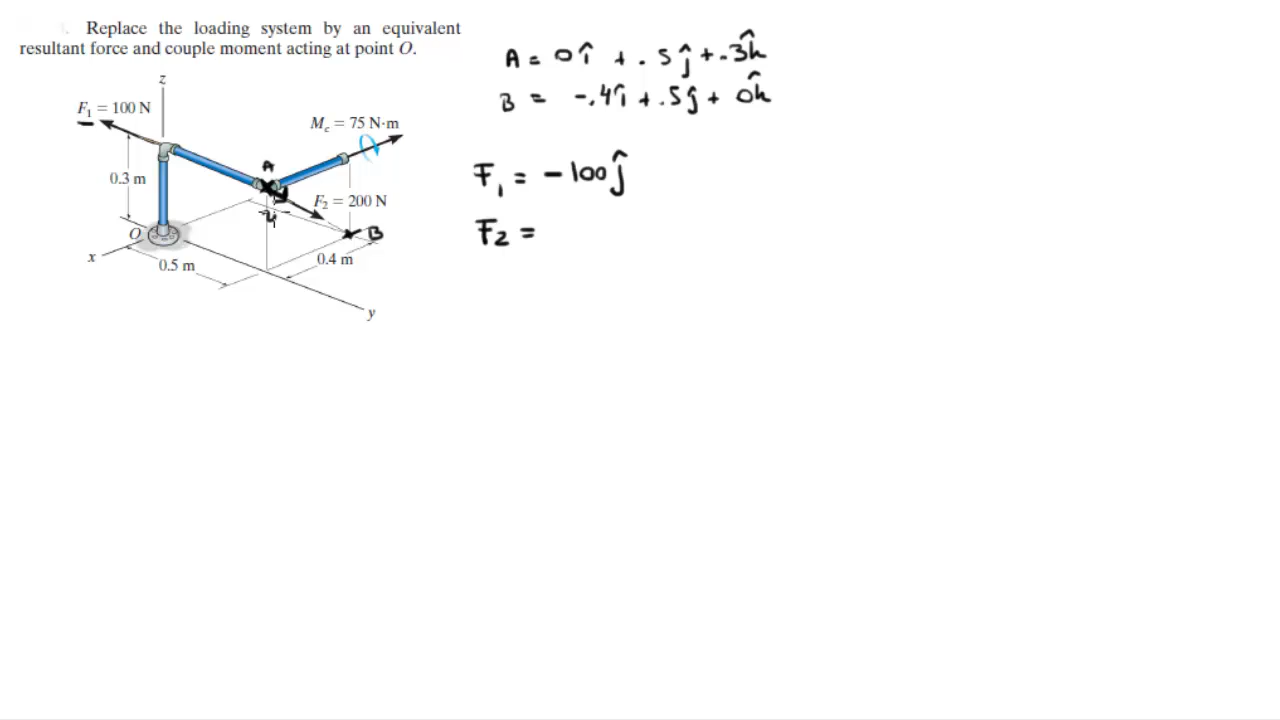 Replace the loading system by an equivalent
resultant force and couple moment acting at point O.
z
F₁ = 100 N
M_c = 75 N·m
A
0.3 m
F₂ = 200 N
O
B
x
0.5 m
0.4 m
y
A = 0î + .5ĵ + .3k̂
B = -.4î + .5ĵ + 0k̂
F₁ = -100ĵ
F₂ =